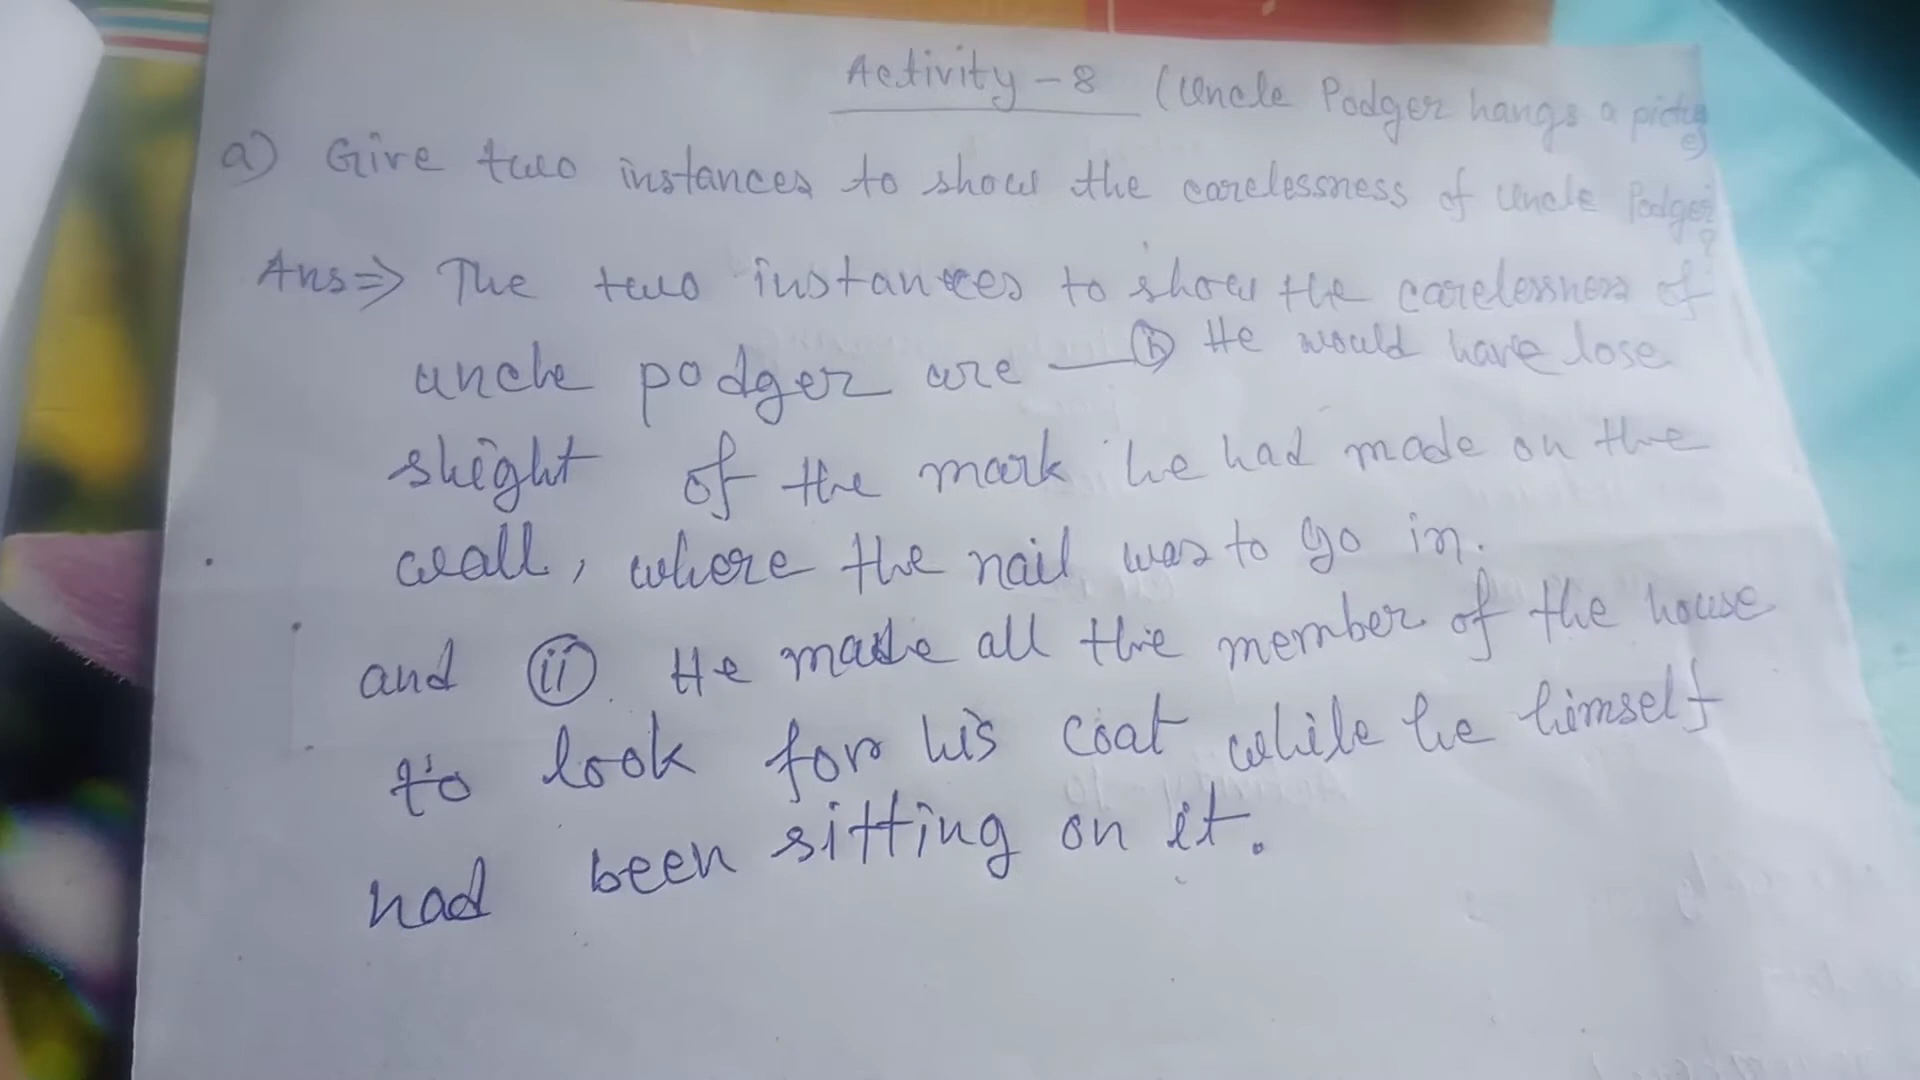 Activity - 8 (Uncle Podger hangs a picture)
a) Give two instances to show the carelessness of Uncle Podger?
Ans⇒ The two instances to show the carelessness of
uncle podger are — (i) He would have lose
slight of the mark he had made on the
wall, where the nail was to go in.
and (ii). He made all the member of the house
to look for his coat while he himself
had been sitting on it.